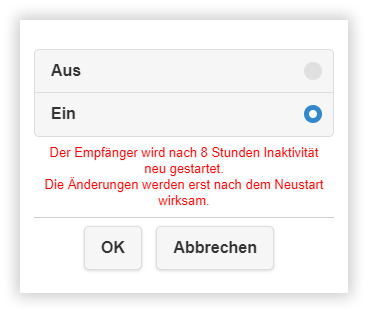 Aus
Ein
Der Empfänger wird nach 8 Stunden Inaktivität
neu gestartet.
Die Änderungen werden erst nach dem Neustart
wirksam.
OK
Abbrechen